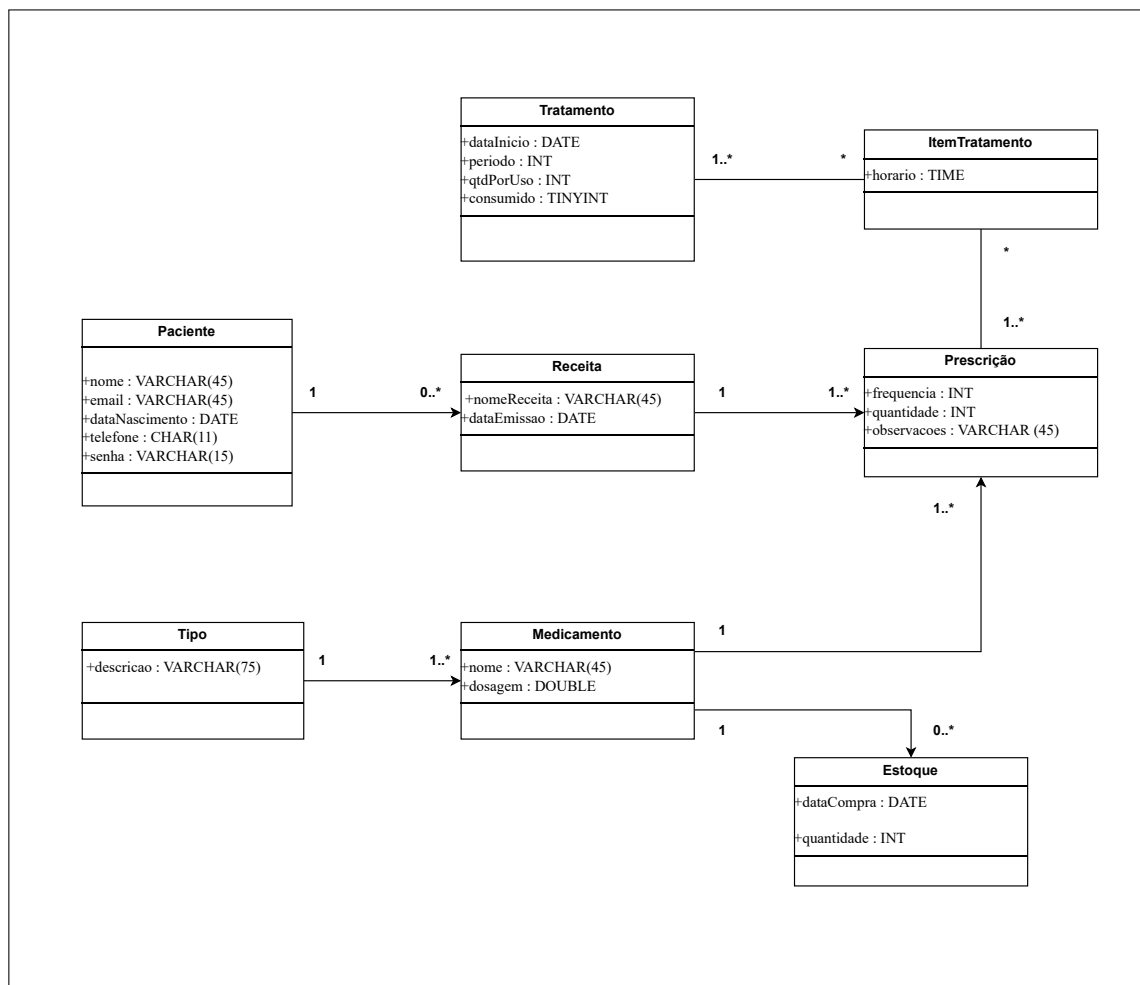 Tratamento
+dataInicio : DATE
+periodo : INT
+qtdPorUso : INT
+consumido : TINYINT
1..*
*
ItemTratamento
+horario : TIME
*
1..*
Paciente
+nome : VARCHAR(45)
+email : VARCHAR(45)
+dataNascimento : DATE
+telefone : CHAR(11)
+senha : VARCHAR(15)
1
0..*
Receita
+nomeReceita : VARCHAR(45)
+dataEmissao : DATE
1
1..*
Prescrição
+frequencia : INT
+quantidade : INT
+observacoes : VARCHAR (45)
1..*
Tipo
+descricao : VARCHAR(75)
1
1..*
Medicamento
+nome : VARCHAR(45)
+dosagem : DOUBLE
1
1
0..*
Estoque
+dataCompra : DATE
+quantidade : INT